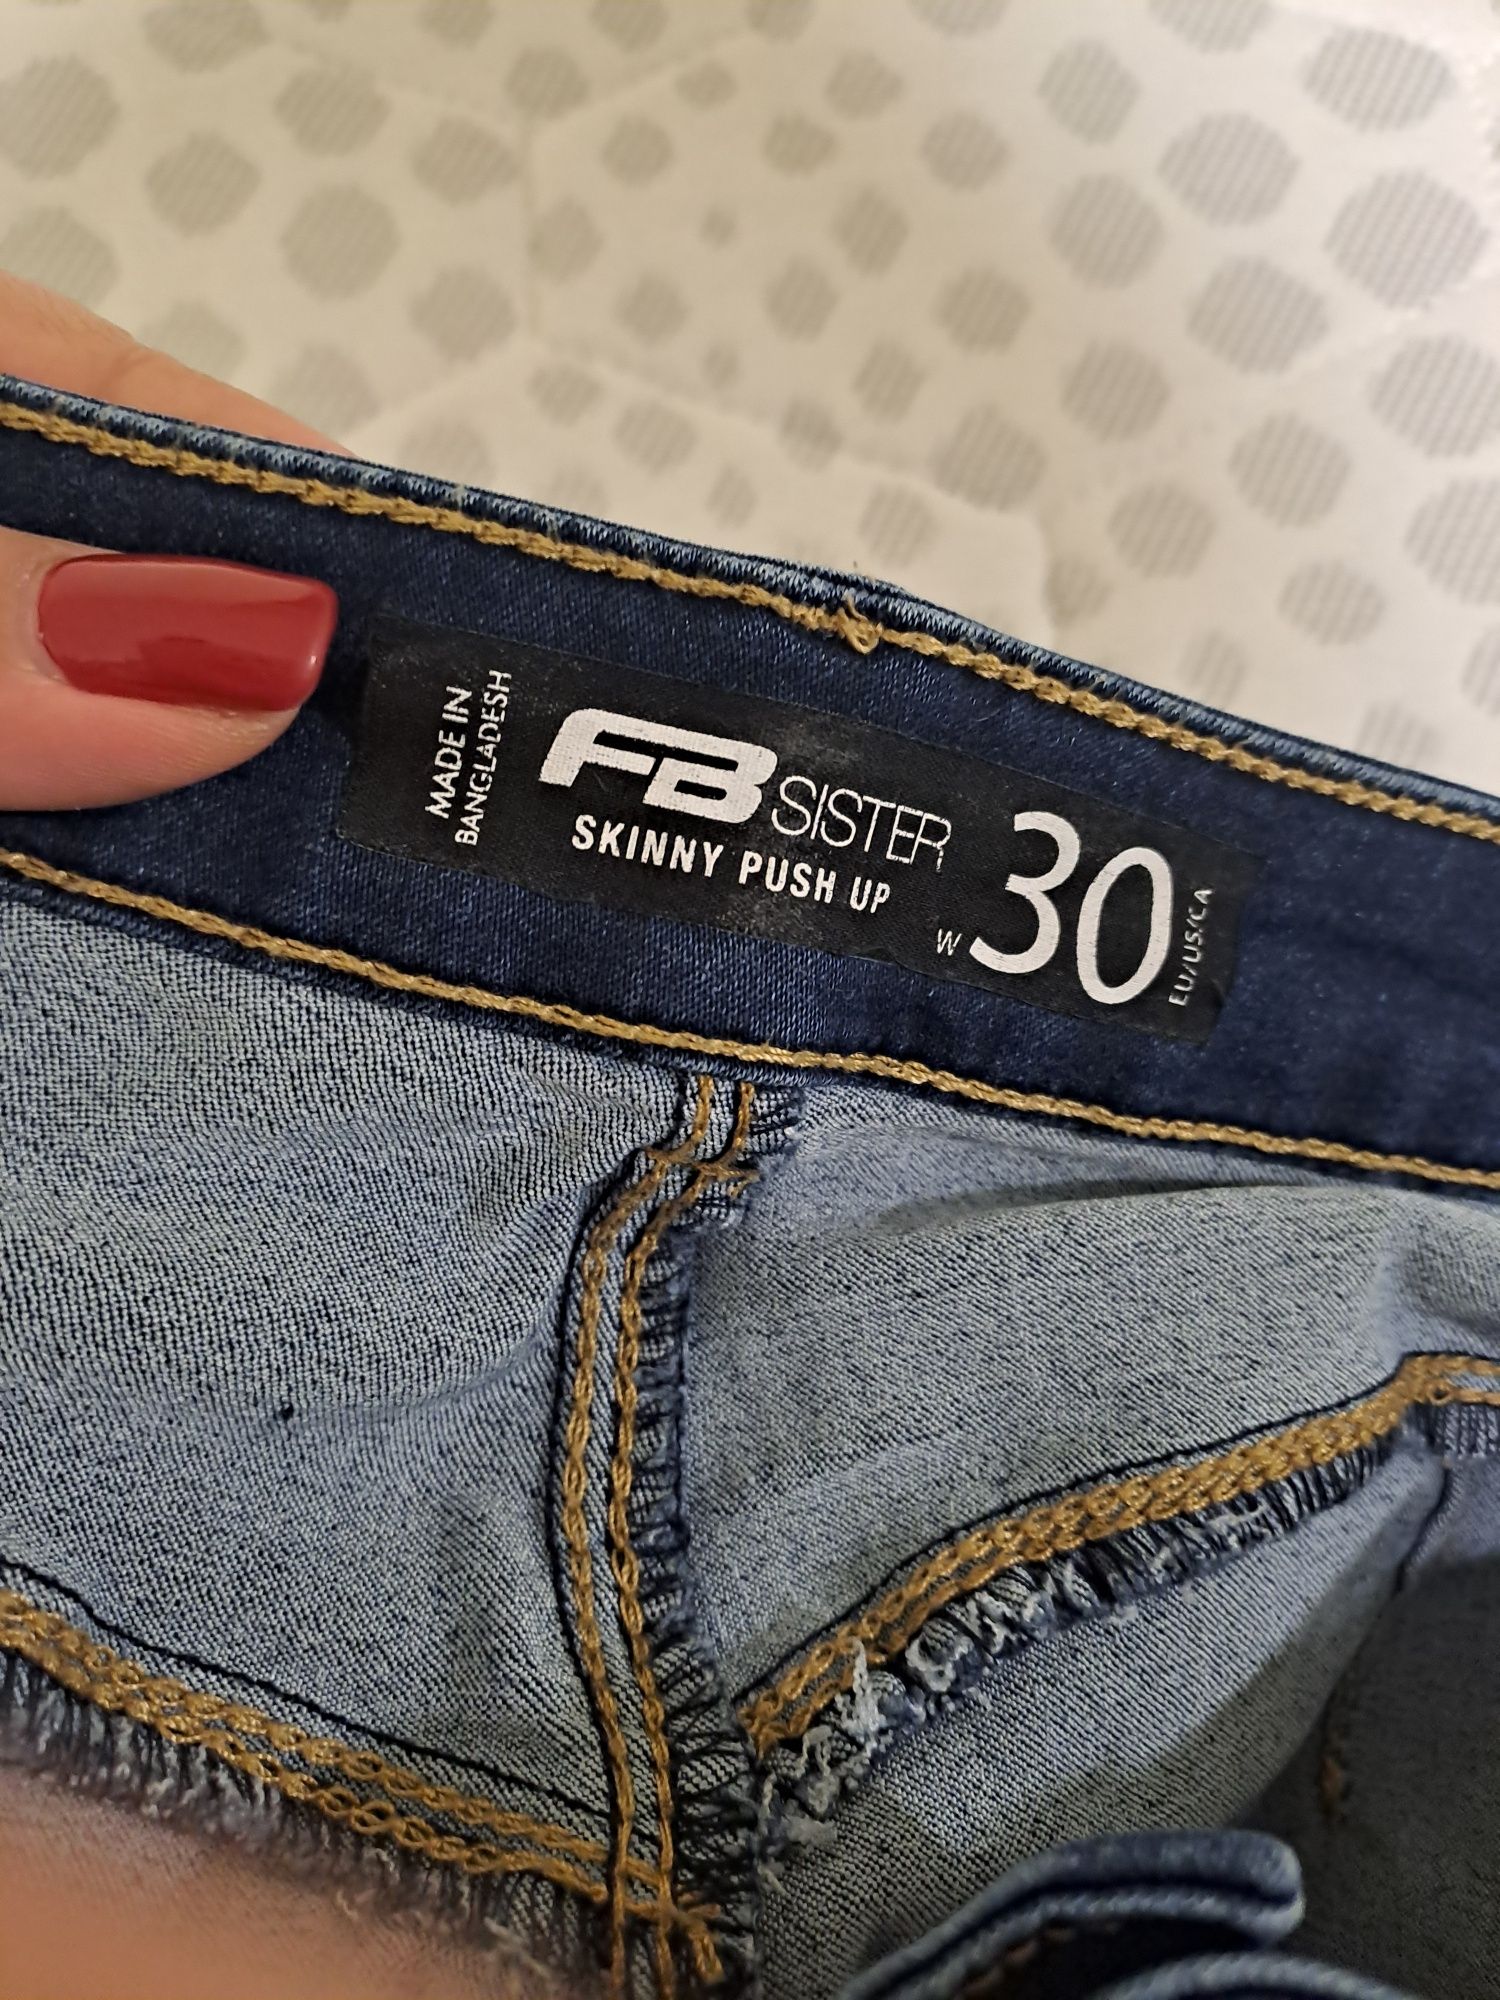 MADE IN
BANGLADESH
FB SISTER
SKINNY PUSH UP
W 30
EU/US/CA